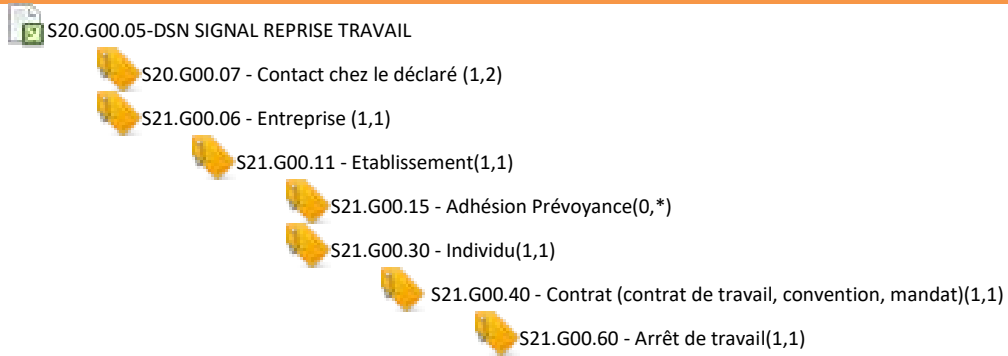 S20.G00.05-DSN SIGNAL REPRISE TRAVAIL
S20.G00.07 - Contact chez le déclaré (1,2)
S21.G00.06 - Entreprise (1,1)
S21.G00.11 - Etablissement(1,1)
S21.G00.15 - Adhésion Prévoyance(0,*)
S21.G00.30 - Individu(1,1)
S21.G00.40 - Contrat (contrat de travail, convention, mandat)(1,1)
S21.G00.60 - Arrêt de travail(1,1)